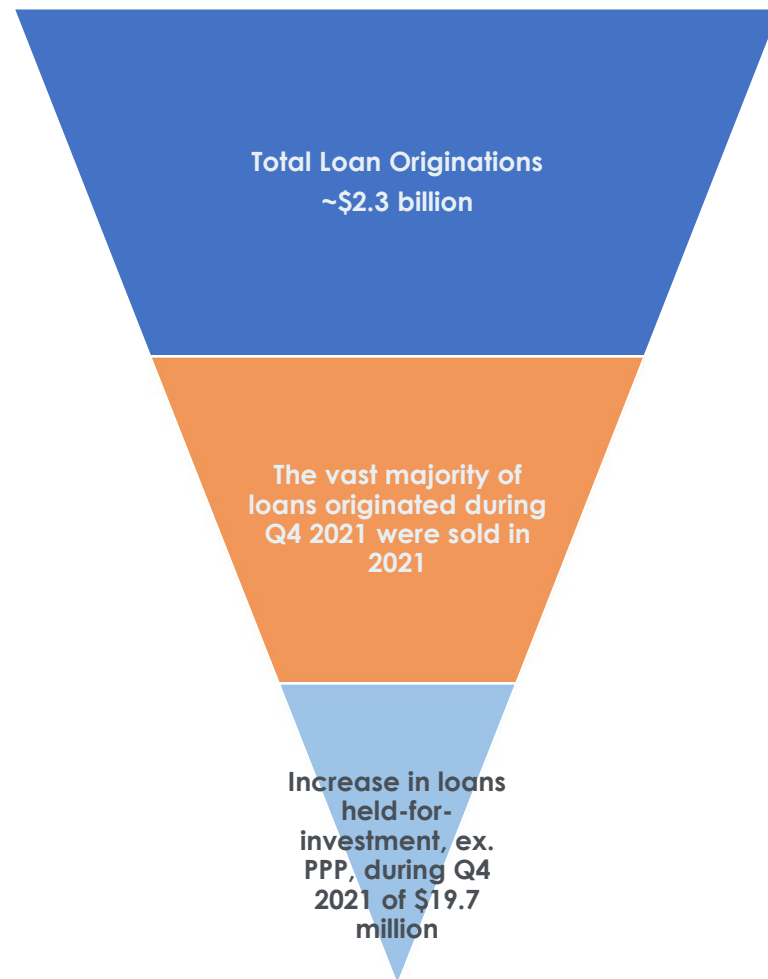 Total Loan Originations
~$2.3 billion
The vast majority of
loans originated during
Q4 2021 were sold in
2021
Increase in loans
held-for-
investment, ex.
PPP, during Q4
2021 of $19.7
million